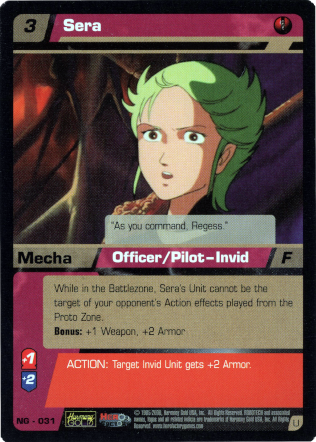 3 Sera
"As you command, Regess."
Mecha Officer/Pilot-Invid F
While in the Battlezone, Sera's Unit cannot be the
target of your opponent's Action effects played from the
Proto Zone.
Bonus: +1 Weapon, +2 Armor
+1
ACTION: Target Invid Unit gets +2 Armor.
+2
NG - 031
Harmony
GOLD
U